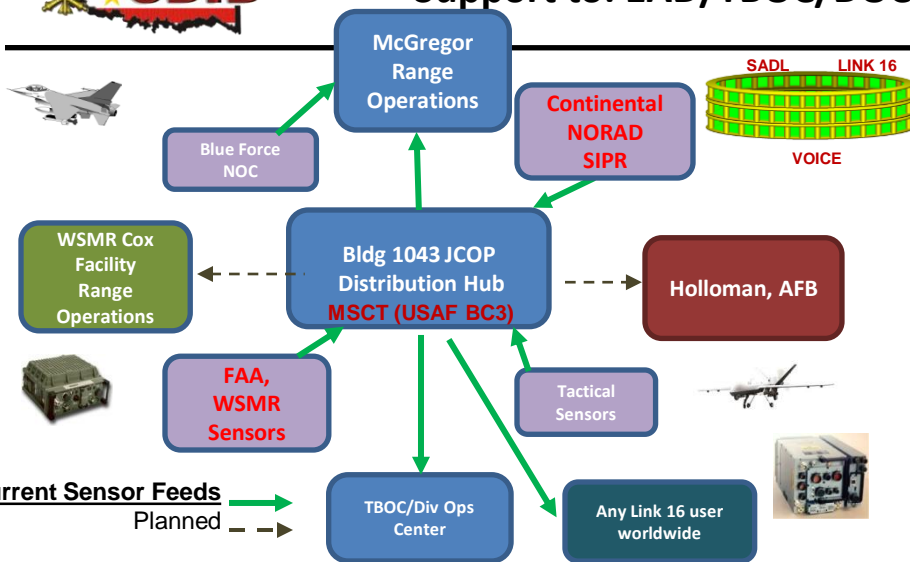 McGregor
Range
Operations
SADL LINK 16
Continental
NORAD
SIPR
Blue Force
NOC
VOICE
WSMR Cox
Facility
Range
Operations
Bldg 1043 JCOP
Distribution Hub
MSCT (USAF BC3)
Holloman, AFB
FAA,
WSMR
Sensors
Tactical
Sensors
urrent Sensor Feeds
Planned
TBOC/Div Ops
Center
Any Link 16 user
worldwide